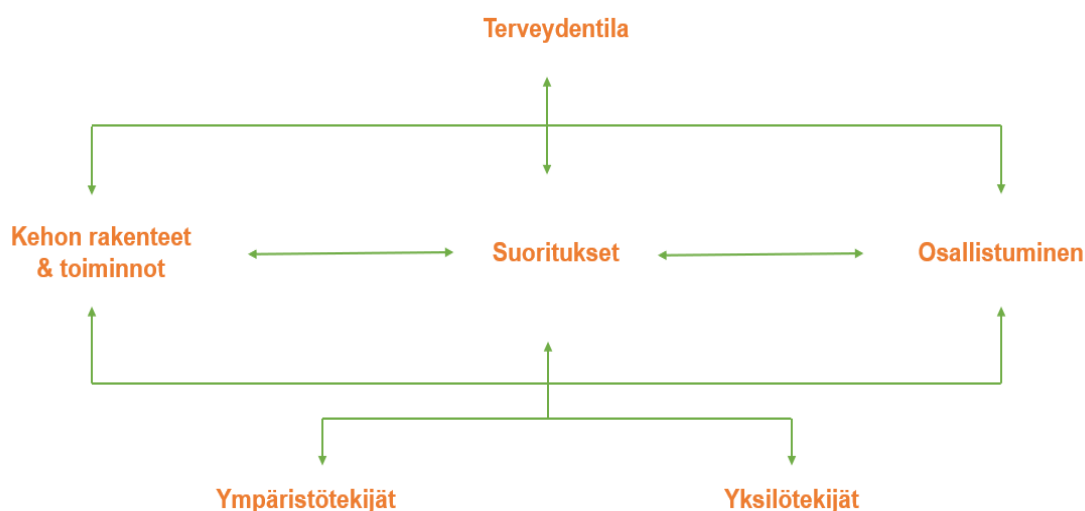 Terveydentila
Kehon rakenteet
& toiminnot
Suoritukset
Osallistuminen
Ympäristötekijät
Yksilötekijät